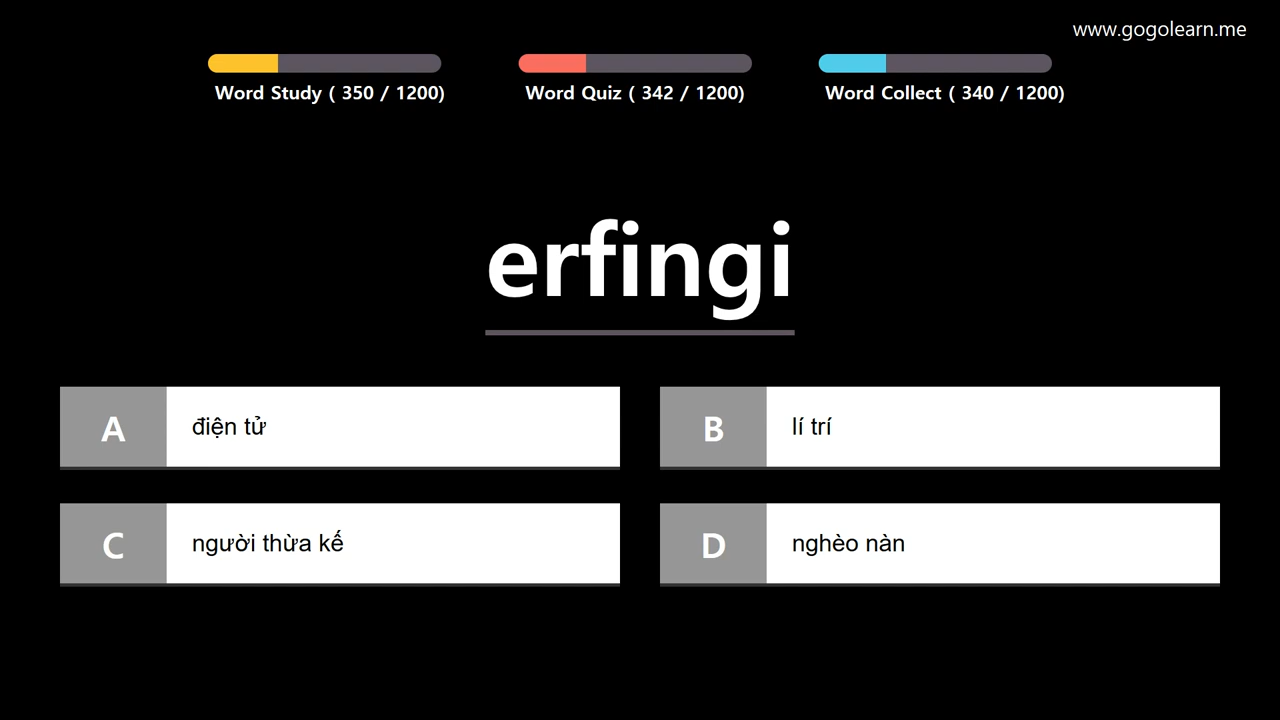 www.gogolearn.me
Word Study ( 350 / 1200)
Word Quiz ( 342 / 1200)
Word Collect ( 340 / 1200)
erfingi
A
điện tử
B
lí trí
C
người thừa kế
D
nghèo nàn